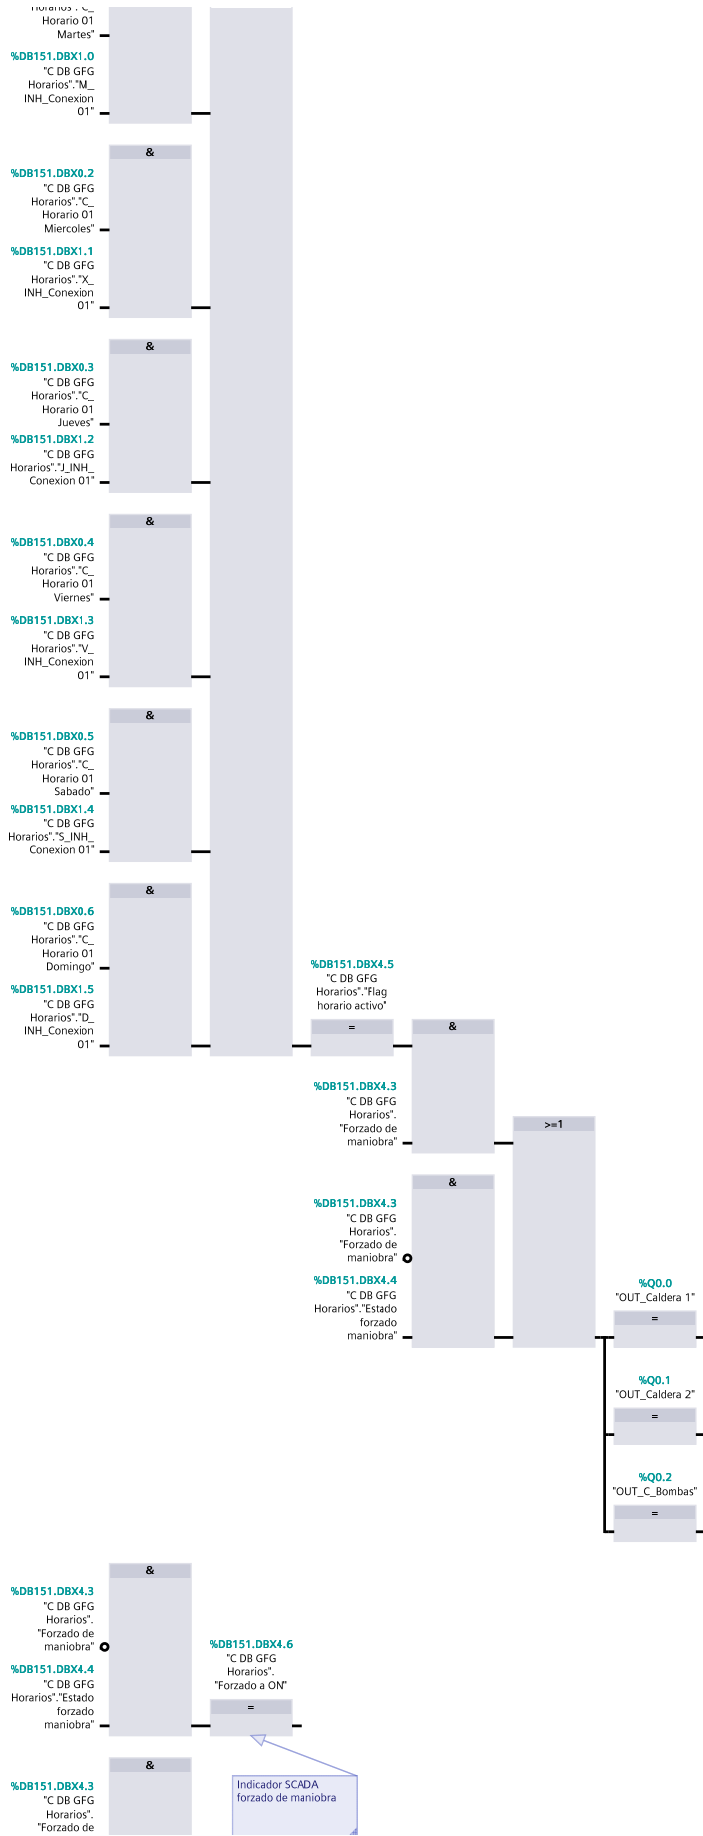 Horario 01
Martes"
%DB151.DBX1.0
"C DB GFG
Horarios"."M_
INH_Conexion
01"
&
%DB151.DBX0.2
"C DB GFG
Horarios"."C_
Horario 01
Miercoles"
%DB151.DBX1.1
"C DB GFG
Horarios"."X_
INH_Conexion
01"
&
%DB151.DBX0.3
"C DB GFG
Horarios"."C_
Horario 01
Jueves"
%DB151.DBX1.2
"C DB GFG
Horarios"."J_INH_
Conexion 01"
&
%DB151.DBX0.4
"C DB GFG
Horarios"."C_
Horario 01
Viernes"
%DB151.DBX1.3
"C DB GFG
Horarios"."V_
INH_Conexion
01"
&
%DB151.DBX0.5
"C DB GFG
Horarios"."C_
Horario 01
Sabado"
%DB151.DBX1.4
"C DB GFG
Horarios"."S_INH_
Conexion 01"
&
%DB151.DBX0.6
"C DB GFG
Horarios"."C_
Horario 01
Domingo"
%DB151.DBX1.5
"C DB GFG
Horarios"."D_
INH_Conexion
01"
%DB151.DBX4.5
"C DB GFG
Horarios"."Flag
horario activo"
=
&
%DB151.DBX4.3
"C DB GFG
Horarios".
"Forzado de
maniobra"
>=1
&
%DB151.DBX4.3
"C DB GFG
Horarios".
"Forzado de
maniobra"
%DB151.DBX4.4
"C DB GFG
Horarios"."Estado
forzado
maniobra"
%Q0.0
"OUT_Caldera 1"
=
%Q0.1
"OUT_Caldera 2"
=
%Q0.2
"OUT_C_Bombas"
=
&
%DB151.DBX4.3
"C DB GFG
Horarios".
"Forzado de
maniobra"
%DB151.DBX4.4
"C DB GFG
Horarios"."Estado
forzado
maniobra"
%DB151.DBX4.6
"C DB GFG
Horarios".
"Forzado a ON"
=
Indicador SCADA
forzado de maniobra
&
%DB151.DBX4.3
"C DB GFG
Horarios".
"Forzado de